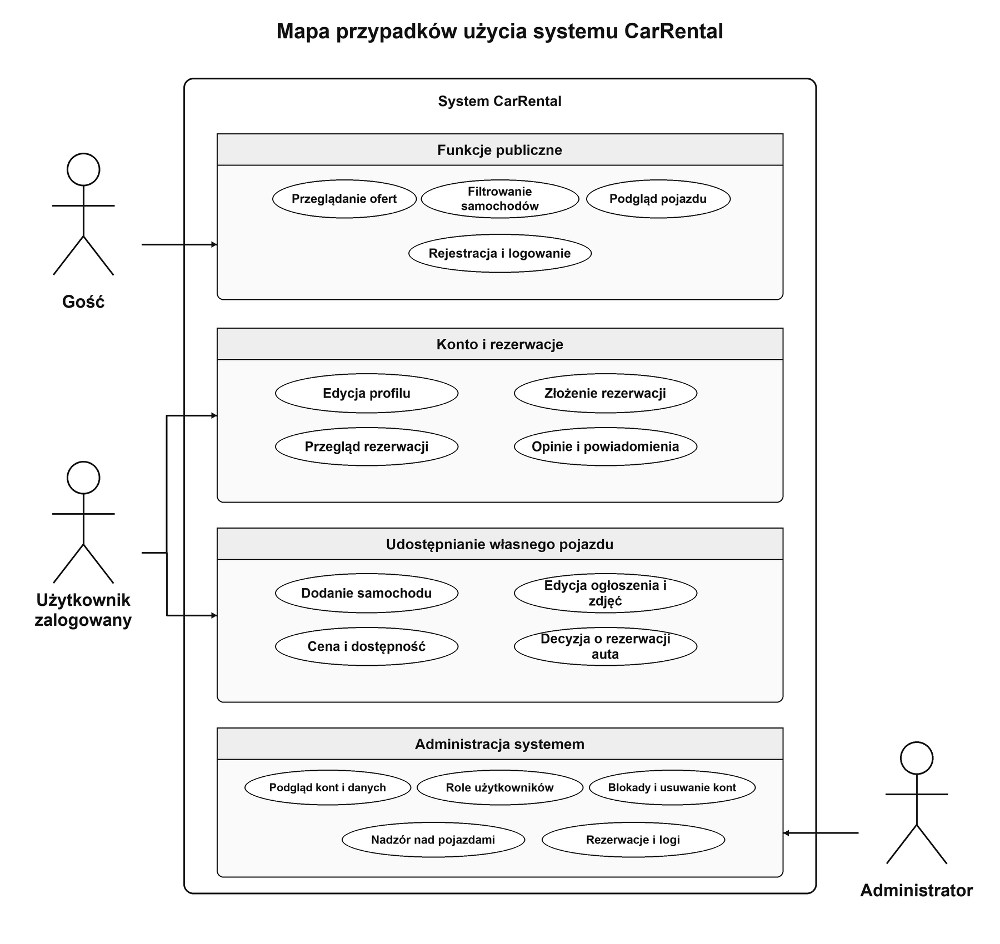 Mapa przypadków użycia systemu CarRental
System CarRental
Funkcje publiczne
Przeglądanie ofert
Filtrowanie
samochodów
Podgląd pojazdu
Rejestracja i logowanie
Gość
Konto i rezerwacje
Edycja profilu
Złożenie rezerwacji
Przegląd rezerwacji
Opinie i powiadomienia
Użytkownik
zalogowany
Udostępnianie własnego pojazdu
Dodanie samochodu
Edycja ogłoszenia i
zdjęć
Cena i dostępność
Decyzja o rezerwacji
auta
Administracja systemem
Podgląd kont i danych
Role użytkowników
Blokady i usuwanie kont
Nadzór nad pojazdami
Rezerwacje i logi
Administrator